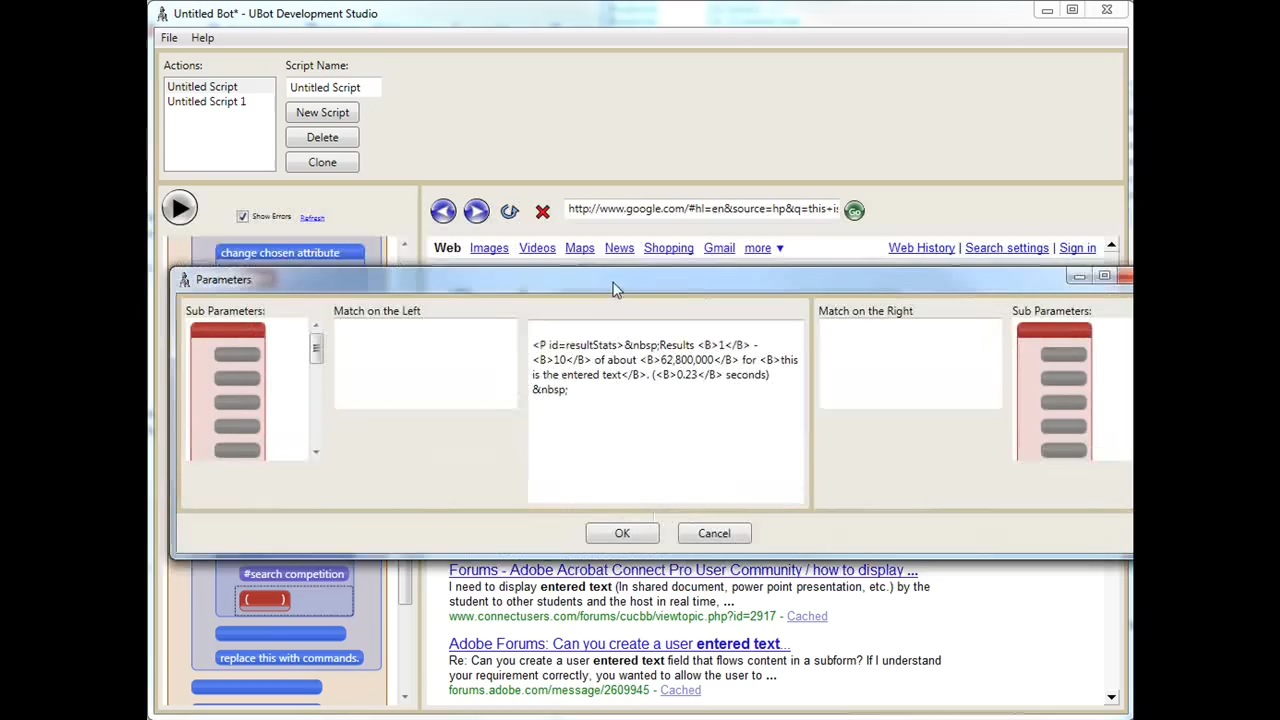 Untitled Bot* - UBot Development Studio
File Help
Actions:
Untitled Script
Untitled Script 1
Script Name:
Untitled Script
New Script
Delete
Clone
Show Errors Refresh
http://www.google.com/#hl=en&source=hp&q=this+is
Go
change chosen attribute
Web Images Videos Maps News Shopping Gmail more ▼ Web History | Search settings | Sign in
Parameters
Sub Parameters:
Match on the Left
<P id=resultStats>&nbsp;Results <B>1</B> -
<B>10</B> of about <B>62,800,000</B> for <B>this
is the entered text</B>. (<B>0.23</B> seconds)
&nbsp;
Match on the Right
Sub Parameters:
OK Cancel
#search competition
( )
replace this with commands.
Forums - Adobe Acrobat Connect Pro User Community / how to display ...
I need to display entered text (In shared document, power point presentation, etc.) by the
student to other students and the host in real time, ...
www.connectusers.com/forums/cucbb/viewtopic.php?id=2917 - Cached
Adobe Forums: Can you create a user entered text...
Re: Can you create a user entered text field that flows content in a subform? If I understand
your requirement correctly, you wanted to allow the user to ...
forums.adobe.com/message/2609945 - Cached